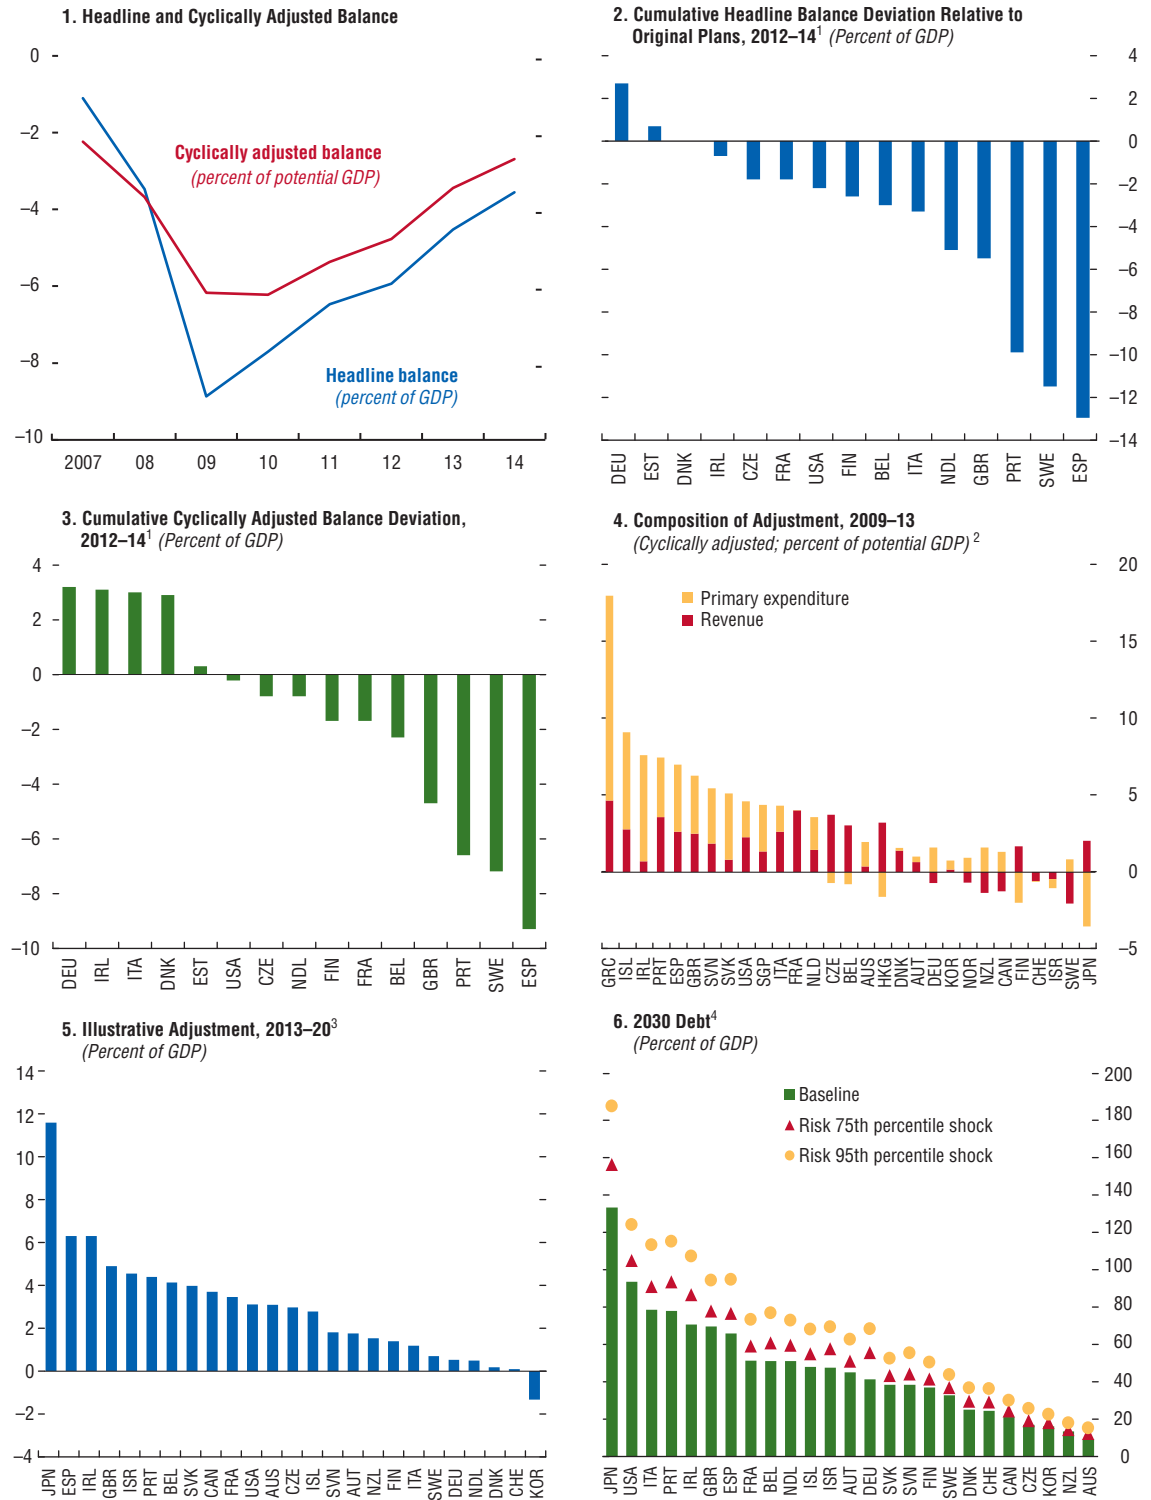 1. Headline and Cyclically Adjusted Balance
0
–2
–4
–6
–8
–10
Cyclically adjusted balance
(percent of potential GDP)
Headline balance
(percent of GDP)
2007 08 09 10 11 12 13 14
2. Cumulative Headline Balance Deviation Relative to
Original Plans, 2012–14¹ (Percent of GDP)
4
2
0
–2
–4
–6
–8
–10
–12
–14
DEU EST DNK IRL CZE FRA USA FIN BEL ITA NDL GBR PRT SWE ESP
3. Cumulative Cyclically Adjusted Balance Deviation,
2012–14¹ (Percent of GDP)
4
2
0
–2
–4
–6
–8
–10
DEU IRL ITA DNK EST USA CZE NDL FIN FRA BEL GBR PRT SWE ESP
4. Composition of Adjustment, 2009–13
(Cyclically adjusted; percent of potential GDP) ²
20
15
10
5
0
–5
Primary expenditure
Revenue
GRC ISL IRL PRT ESP GBR SVN SVK USA SGP ITA FRA NLD CZE BEL AUS HKG DNK AUT DEU KOR NOR NZL CAN FIN CHE ISR SWE JPN
5. Illustrative Adjustment, 2013–20³
(Percent of GDP)
14
12
10
8
6
4
2
0
–2
–4
JPN ESP IRL GBR ISR PRT BEL SVK CAN FRA USA AUS CZE ISL SVN AUT NZL FIN ITA SWE DEU NDL DNK CHE KOR
6. 2030 Debt⁴
(Percent of GDP)
200
180
160
140
120
100
80
60
40
20
0
Baseline
Risk 75th percentile shock
Risk 95th percentile shock
JPN USA ITA PRT IRL GBR ESP FRA BEL NDL ISL ISR AUT DEU SVK SVN FIN SWE DNK CHE CAN CZE KOR NZL AUS